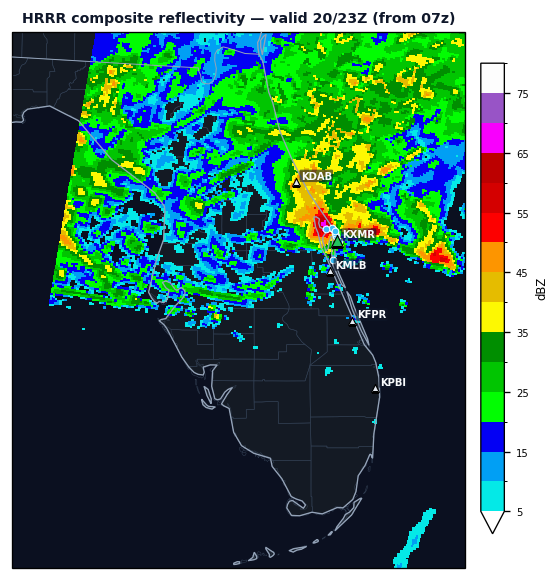 HRRR composite reflectivity — valid 20/23Z (from 07z)
KDAB
KXMR
KMLB
KFPR
KPBI
75
65
55
45
35
25
15
5
dBZ